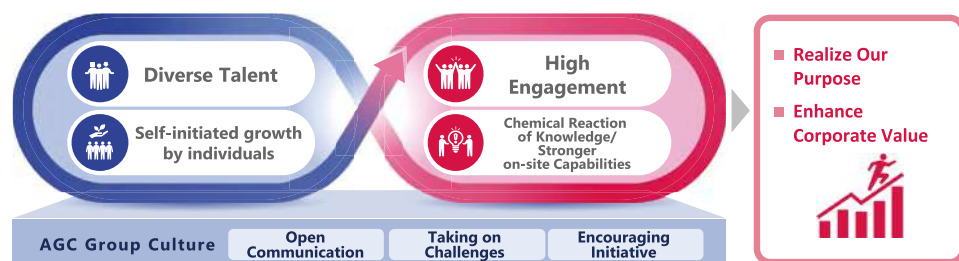 Diverse Talent
Self-initiated growth
by individuals
High
Engagement
Chemical Reaction
of Knowledge/
Stronger
on-site Capabilities
Realize Our
Purpose
Enhance
Corporate Value
AGC Group Culture
Open
Communication
Taking on
Challenges
Encouraging
Initiative